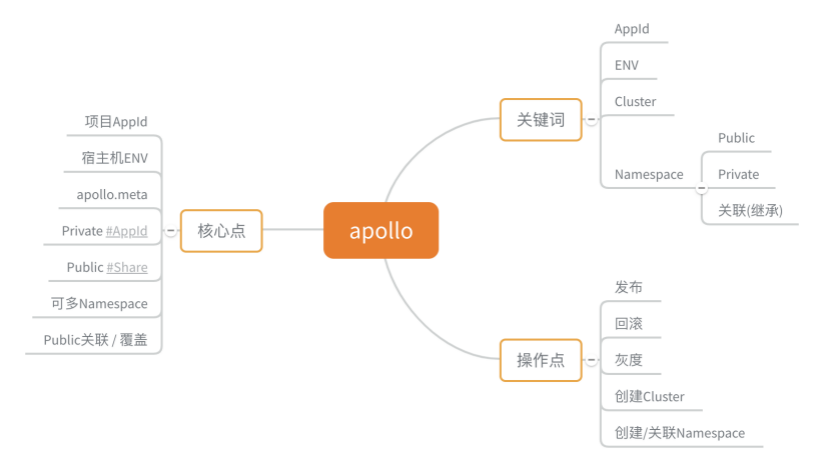 apollo
关键词
AppId
ENV
Cluster
Namespace
Public
Private
关联(继承)
操作点
发布
回滚
灰度
创建Cluster
创建/关联Namespace
核心点
项目AppId
宿主机ENV
apollo.meta
Private #AppId
Public #Share
可多Namespace
Public关联 / 覆盖